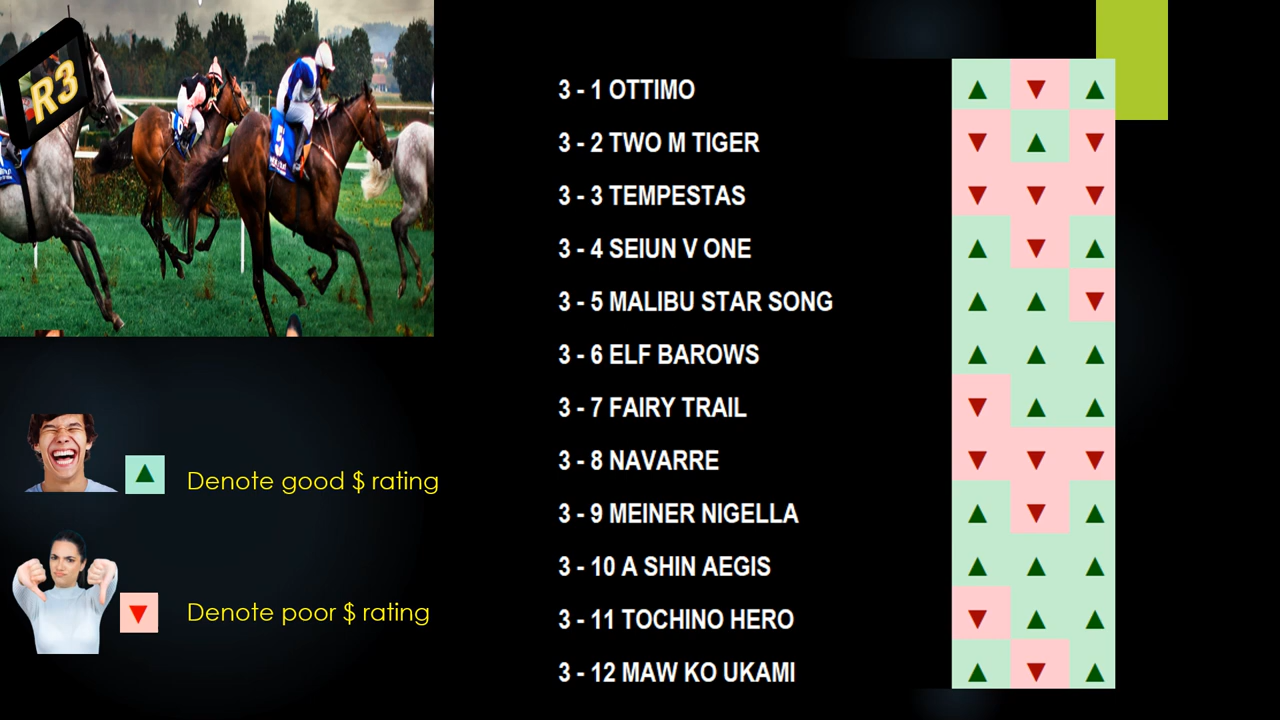 R3
5
6
3 - 1 OTTIMO ▲ ▼ ▲
3 - 2 TWO M TIGER ▼ ▲ ▼
3 - 3 TEMPESTAS ▼ ▼ ▼
3 - 4 SEIUN V ONE ▲ ▼ ▲
3 - 5 MALIBU STAR SONG ▲ ▲ ▼
3 - 6 ELF BAROWS ▲ ▲ ▲
3 - 7 FAIRY TRAIL ▼ ▲ ▲
3 - 8 NAVARRE ▼ ▼ ▼
3 - 9 MEINER NIGELLA ▲ ▼ ▲
3 - 10 A SHIN AEGIS ▲ ▲ ▲
3 - 11 TOCHINO HERO ▼ ▲ ▲
3 - 12 MAW KO UKAMI ▲ ▼ ▲
▲ Denote good $ rating
▼ Denote poor $ rating